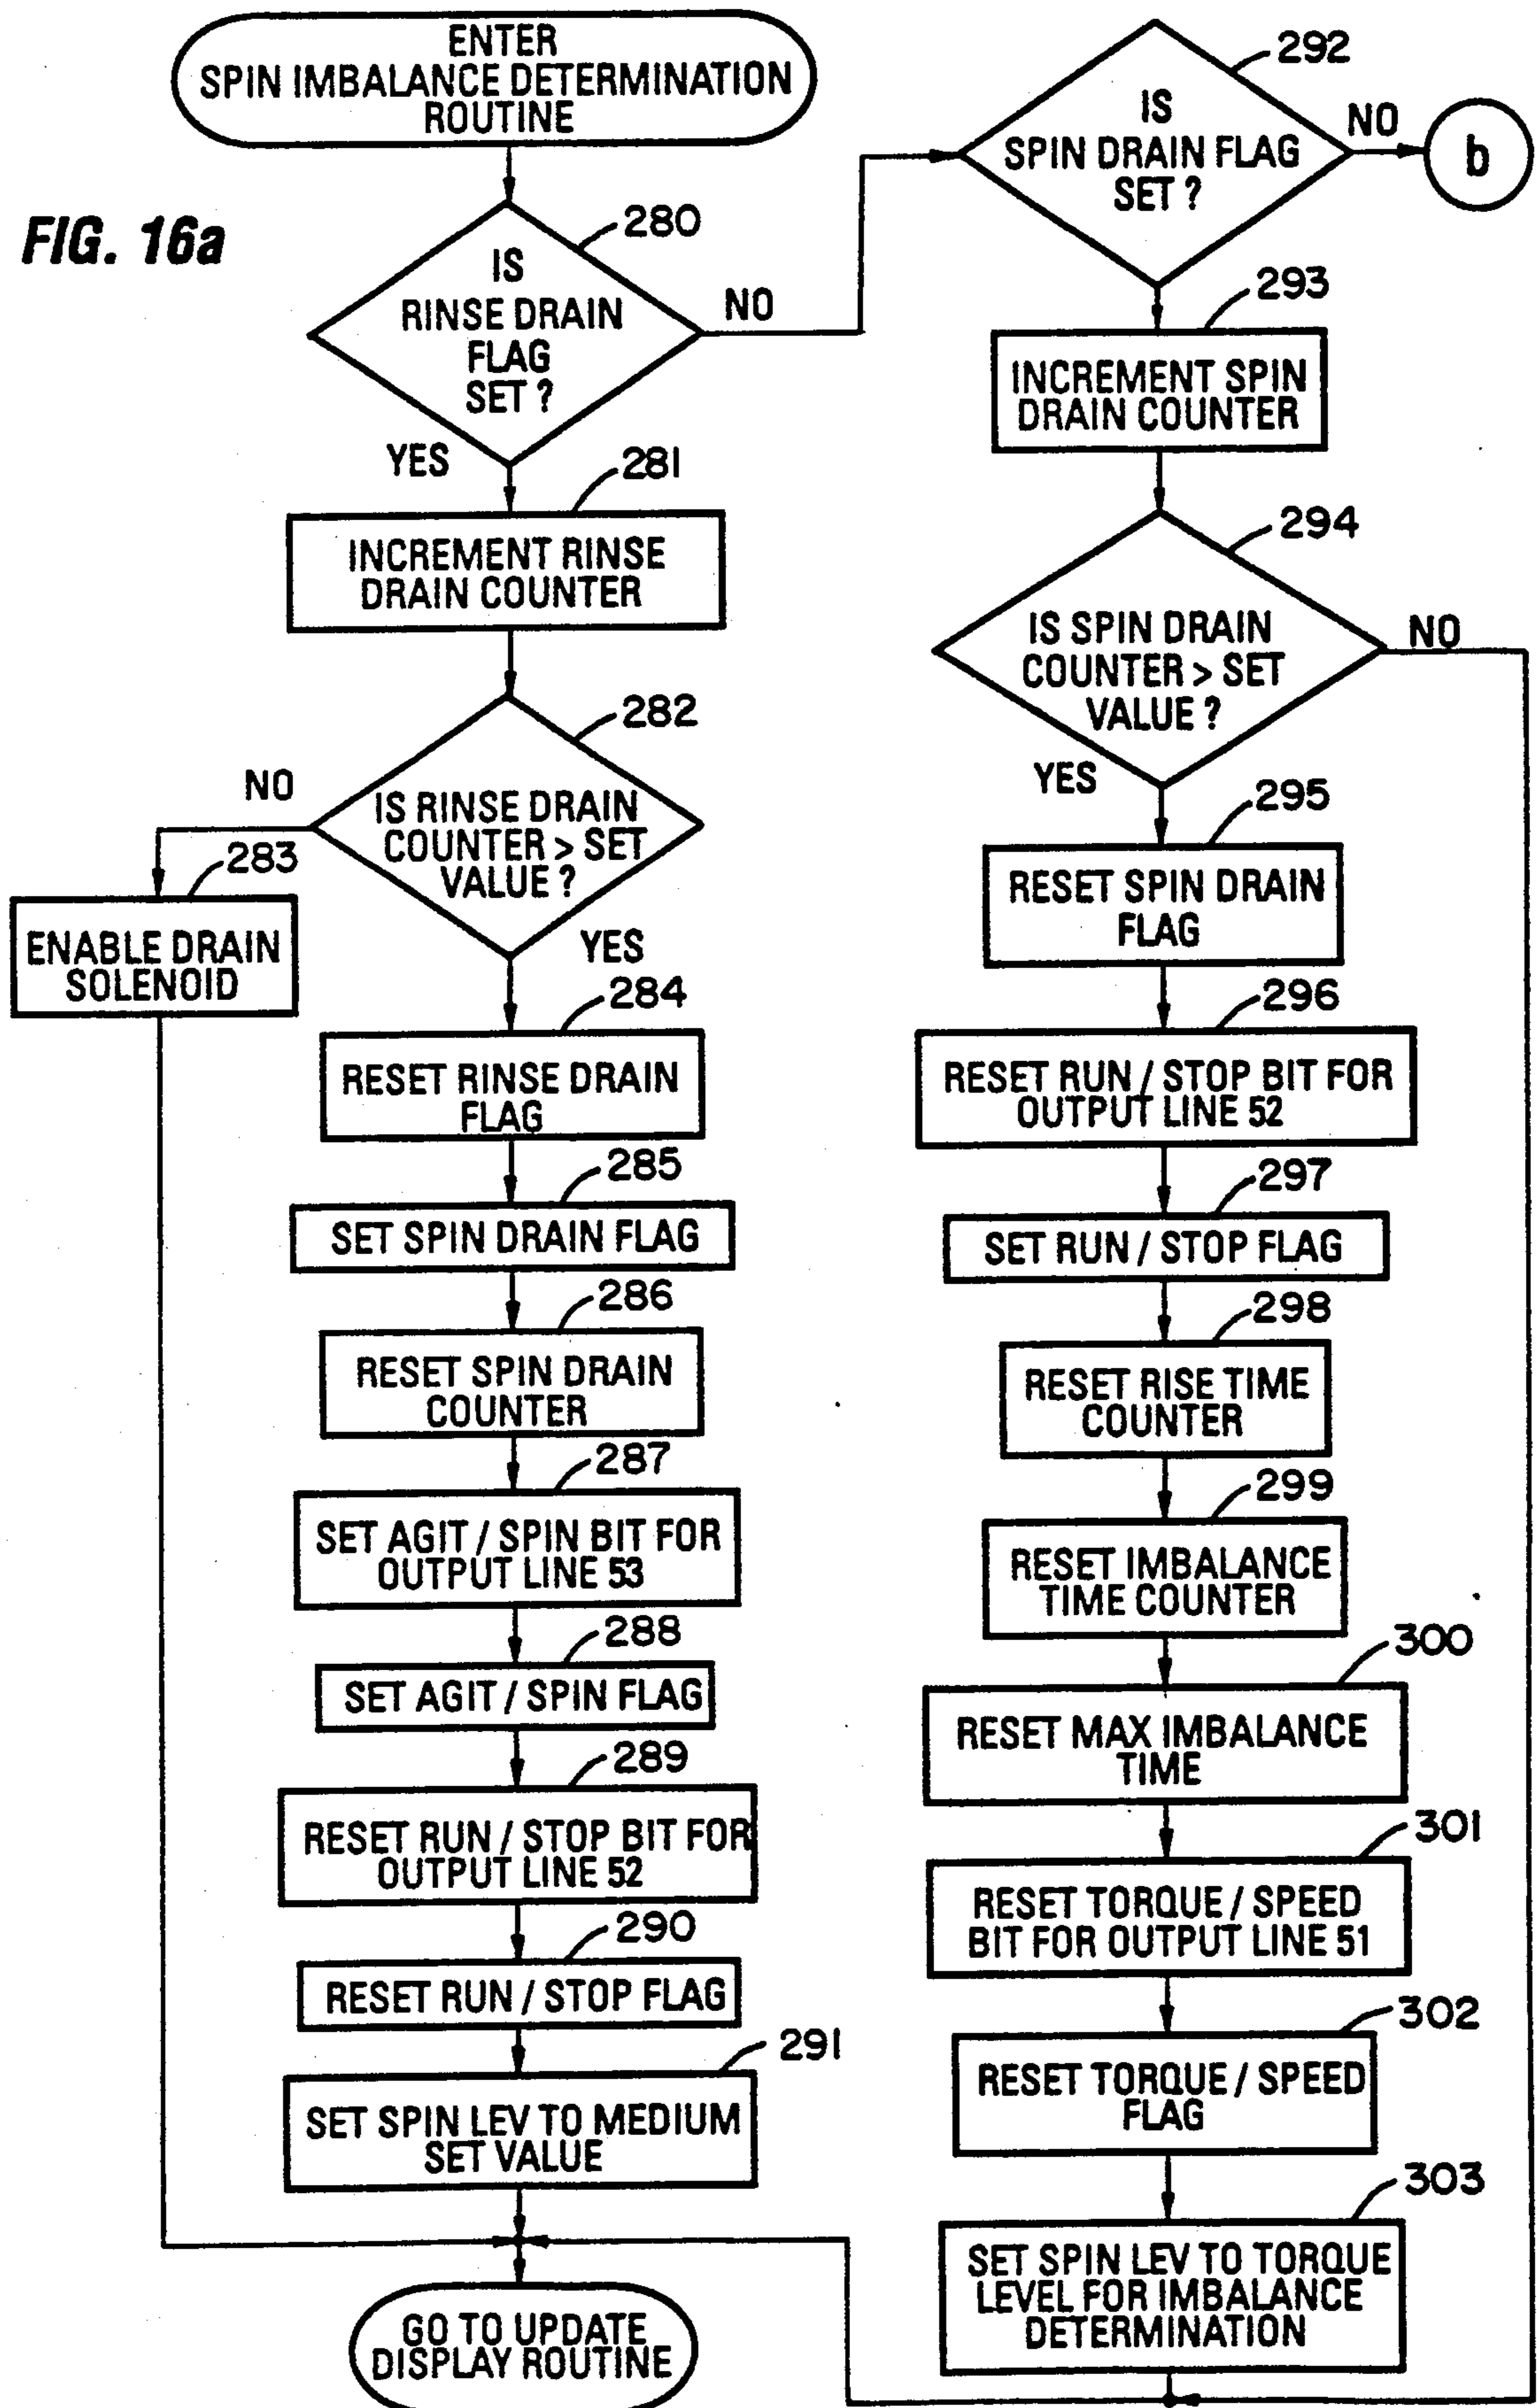 FIG. 16a
ENTER
SPIN IMBALANCE DETERMINATION
ROUTINE
280
IS
RINSE DRAIN
FLAG
SET ?
NO
YES
281
INCREMENT RINSE
DRAIN COUNTER
282
IS RINSE DRAIN
COUNTER > SET
VALUE ?
NO
283
ENABLE DRAIN
SOLENOID
YES
284
RESET RINSE DRAIN
FLAG
285
SET SPIN DRAIN FLAG
286
RESET SPIN DRAIN
COUNTER
287
SET AGIT / SPIN BIT FOR
OUTPUT LINE 53
288
SET AGIT / SPIN FLAG
289
RESET RUN / STOP BIT FOR
OUTPUT LINE 52
290
RESET RUN / STOP FLAG
291
SET SPIN LEV TO MEDIUM
SET VALUE
GO TO UPDATE
DISPLAY ROUTINE
292
IS
SPIN DRAIN FLAG
SET ?
NO
b
293
INCREMENT SPIN
DRAIN COUNTER
294
IS SPIN DRAIN
COUNTER > SET
VALUE ?
NO
YES
295
RESET SPIN DRAIN
FLAG
296
RESET RUN / STOP BIT FOR
OUTPUT LINE 52
297
SET RUN / STOP FLAG
298
RESET RISE TIME
COUNTER
299
RESET IMBALANCE
TIME COUNTER
300
RESET MAX IMBALANCE
TIME
301
RESET TORQUE / SPEED
BIT FOR OUTPUT LINE 51
302
RESET TORQUE / SPEED
FLAG
303
SET SPIN LEV TO TORQUE
LEVEL FOR IMBALANCE
DETERMINATION